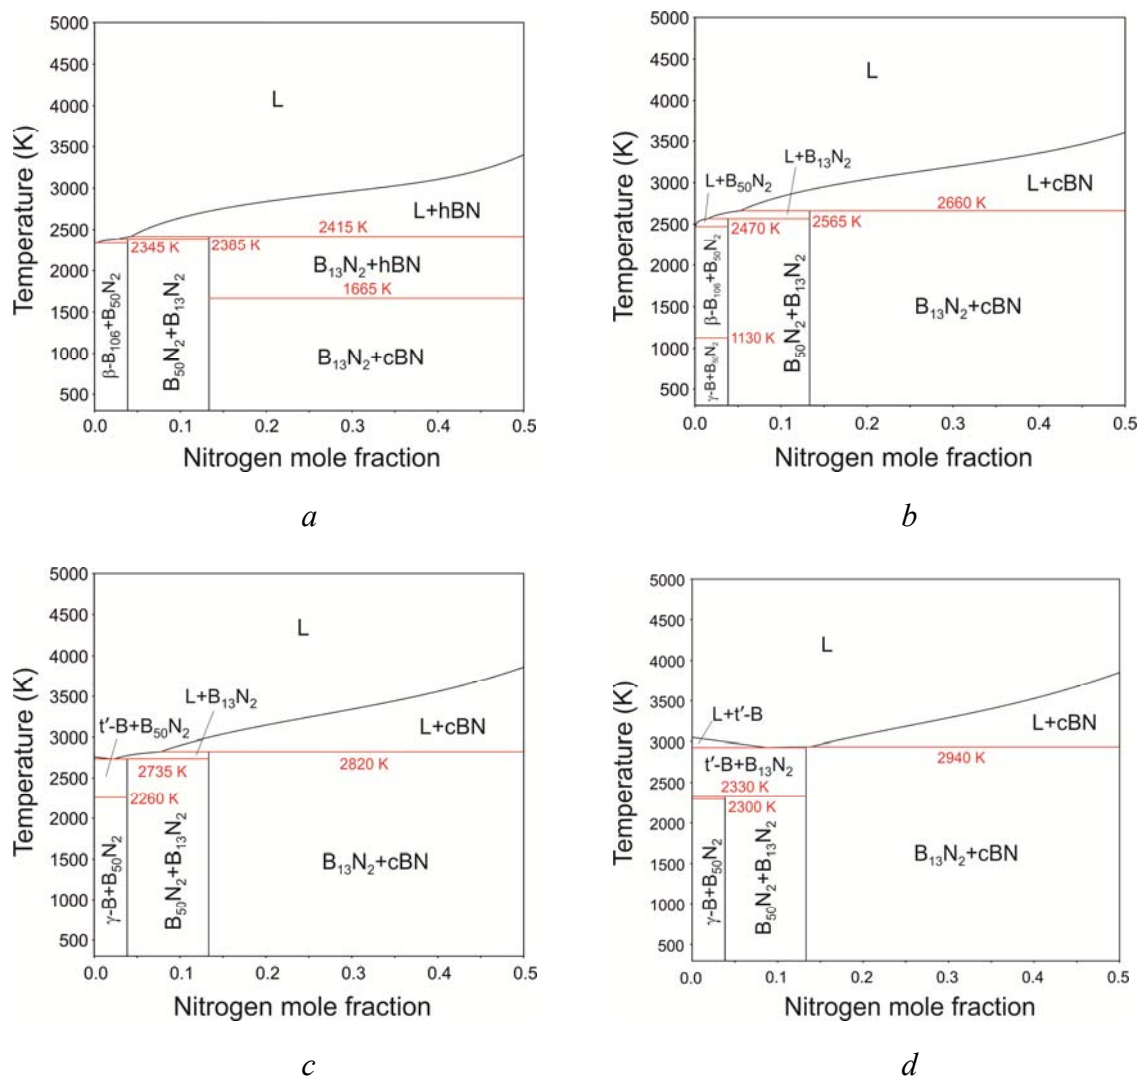 5000
4500
4000
3500
3000
2500
2000
1500
1000
500
Temperature (K)
L
L+hBN
2415 K
2345 K
2385 K
B₁₃N₂+hBN
1665 K
B₁₃N₂+cBN
β-B₁₀₆+B₅₀N₂
B₅₀N₂+B₁₃N₂
0.0 0.1 0.2 0.3 0.4 0.5
Nitrogen mole fraction
a
5000
4500
4000
3500
3000
2500
2000
1500
1000
500
Temperature (K)
L
L+B₁₃N₂
L+B₅₀N₂
L+cBN
2660 K
2470 K
2565 K
β-B₁₀₆+B₅₀N₂
1130 K
γ-B+B₅₀N₂
B₅₀N₂+B₁₃N₂
B₁₃N₂+cBN
0.0 0.1 0.2 0.3 0.4 0.5
Nitrogen mole fraction
b
5000
4500
4000
3500
3000
2500
2000
1500
1000
500
Temperature (K)
L
L+B₁₃N₂
t′-B+B₅₀N₂
L+cBN
2735 K
2820 K
2260 K
γ-B+B₅₀N₂
B₅₀N₂+B₁₃N₂
B₁₃N₂+cBN
0.0 0.1 0.2 0.3 0.4 0.5
Nitrogen mole fraction
c
5000
4500
4000
3500
3000
2500
2000
1500
1000
500
Temperature (K)
L
L+t′-B
L+cBN
t′-B+B₁₃N₂
2940 K
2330 K
2300 K
γ-B+B₅₀N₂
B₅₀N₂+B₁₃N₂
B₁₃N₂+cBN
0.0 0.1 0.2 0.3 0.4 0.5
Nitrogen mole fraction
d